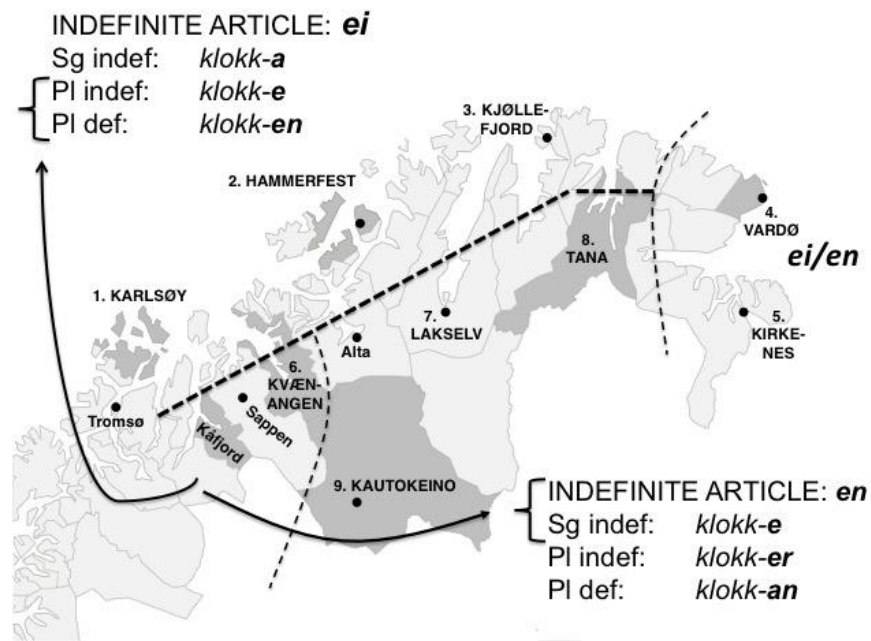 INDEFINITE ARTICLE: ei
Sg indef: klokk-a
Pl indef: klokk-e
Pl def: klokk-en
3. KJØLLE-
FJORD
2. HAMMERFEST
4.
VARDØ
8.
TANA
ei/en
1. KARLSØY
7.
LAKSELV
5.
KIRKE-
NES
Alta
6.
KVÆN-
ANGEN
Sappen
Tromsø
Kåfjord
9. KAUTOKEINO
INDEFINITE ARTICLE: en
Sg indef: klokk-e
Pl indef: klokk-er
Pl def: klokk-an